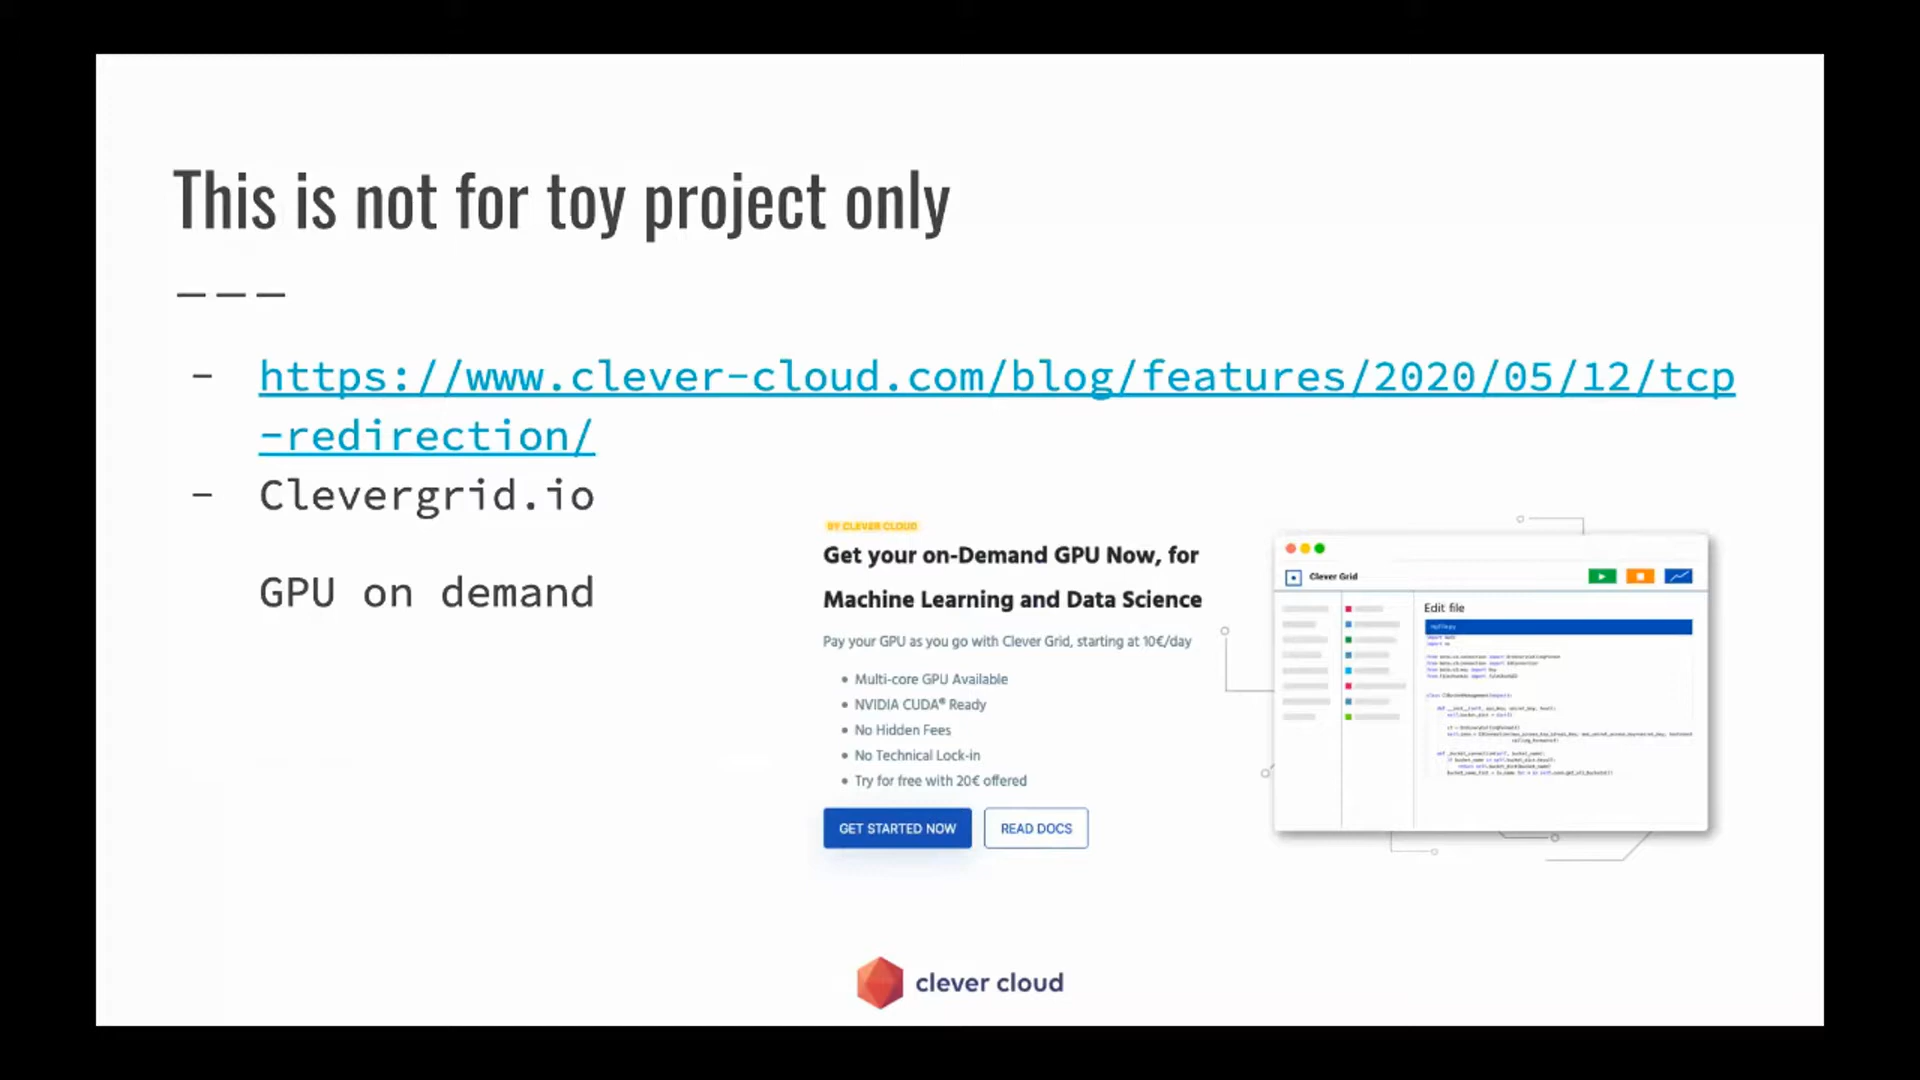 This is not for toy project only
---
- https://www.clever-cloud.com/blog/features/2020/05/12/tcp
-redirection/
- Clevergrid.io
GPU on demand
BY CLEVER CLOUD
Get your on-Demand GPU Now, for
Machine Learning and Data Science
Pay your GPU as you go with Clever Grid, starting at 10€/day
• Multi-core GPU Available
• NVIDIA CUDA® Ready
• No Hidden Fees
• No Technical Lock-in
• Try for free with 20€ offered
GET STARTED NOW
READ DOCS
Clever Grid
Edit file
clever cloud